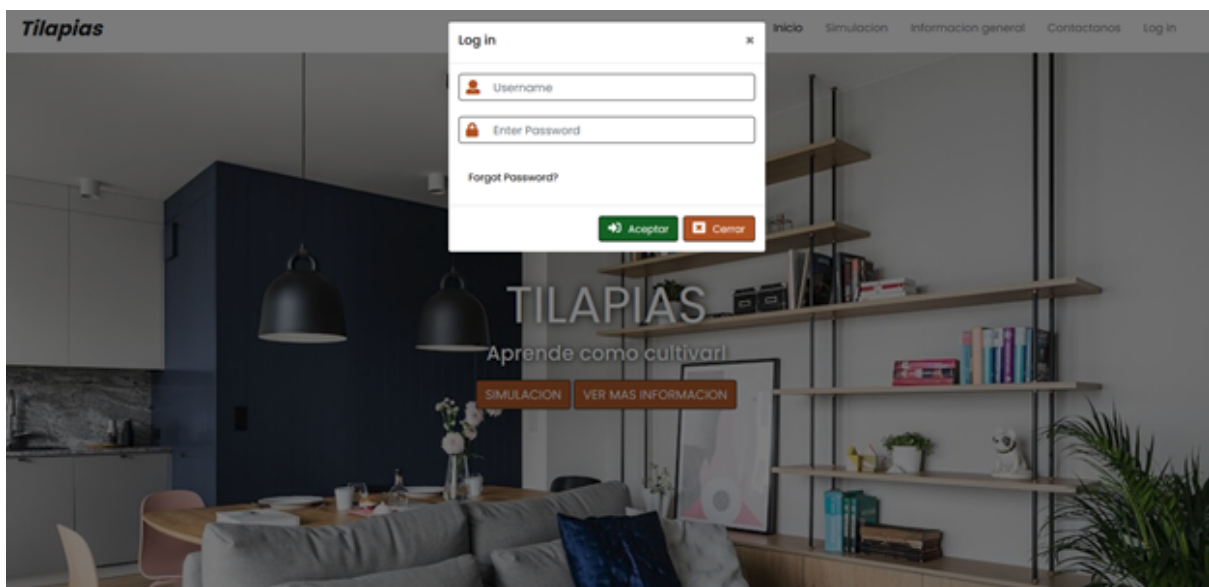 Tilapias
Inicio Simulacion Informacion general Contactanos Log in
Log in
Username
Enter Password
Forgot Password?
Aceptar Cerrar
TILAPIAS
Aprende como cultivar!
SIMULACION VER MAS INFORMACION